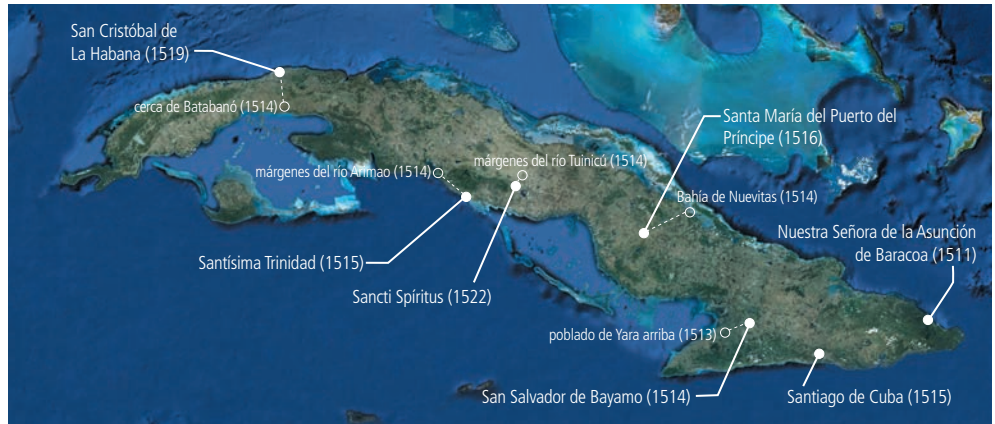 San Cristóbal de
La Habana (1519)
cerca de Batabanó (1514)
márgenes del río Arimao (1514)
márgenes del río Tuinicú (1514)
Santa María del Puerto del
Príncipe (1516)
Bahía de Nuevitas (1514)
Nuestra Señora de la Asunción
de Baracoa (1511)
Santísima Trinidad (1515)
Sancti Spíritus (1522)
poblado de Yara arriba (1513)
San Salvador de Bayamo (1514)
Santiago de Cuba (1515)